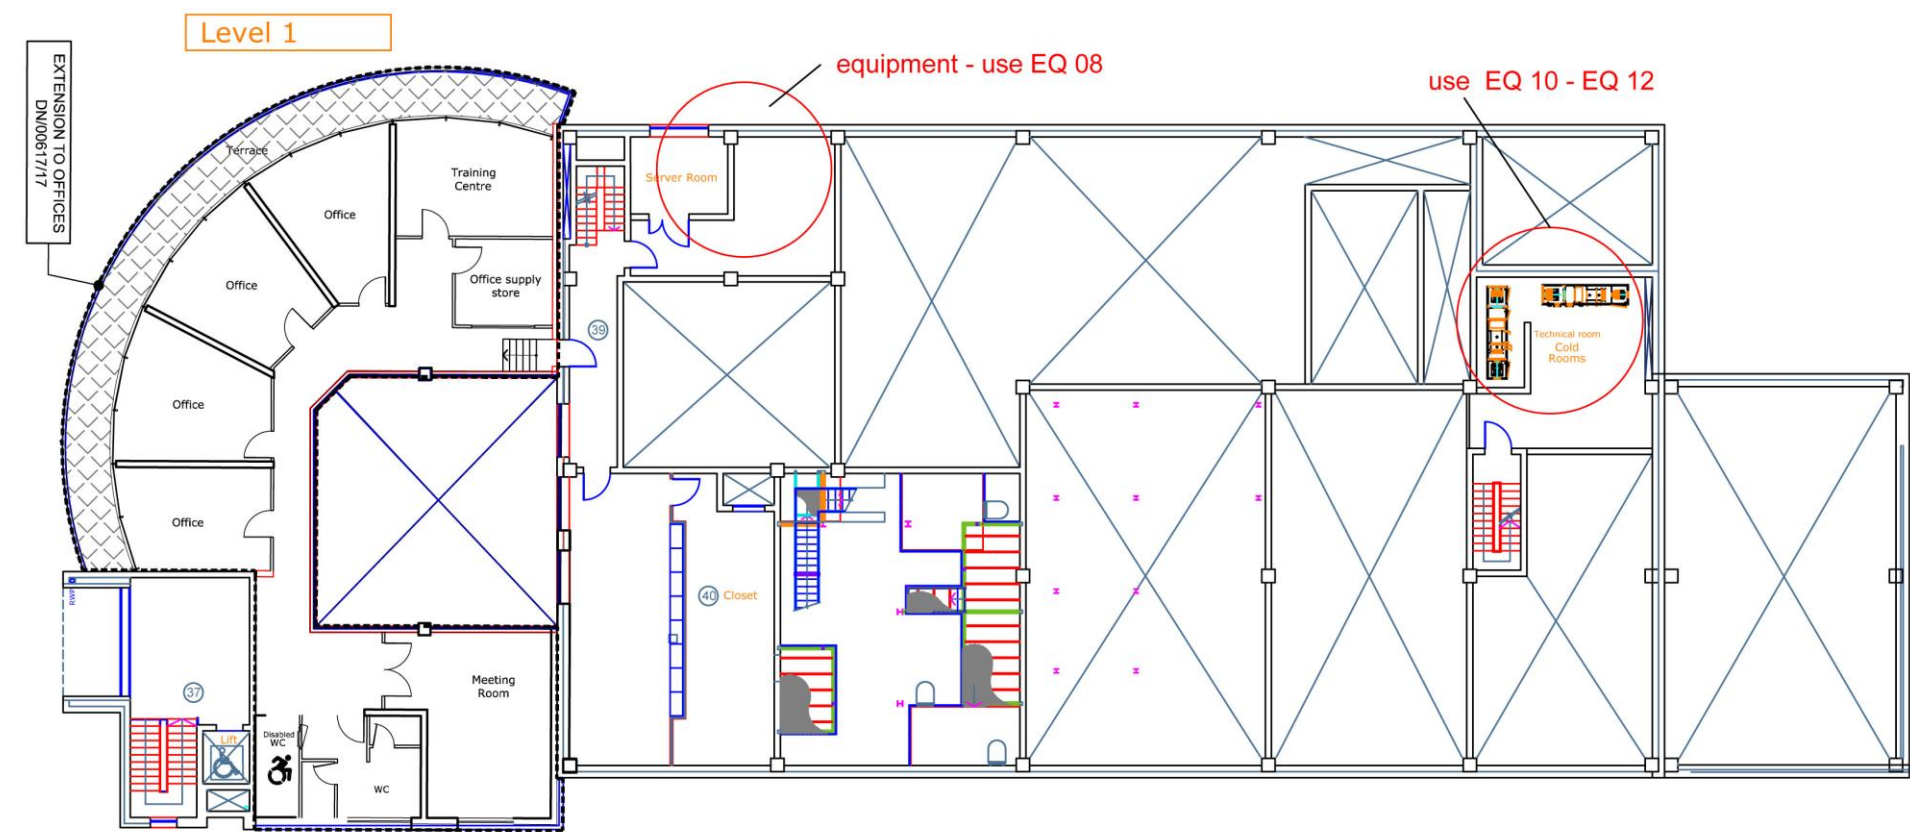 Level 1
EXTENSION TO OFFICES
DN/00617/17
equipment - use EQ 08
use EQ 10 - EQ 12
Terrace
Training
Centre
Server Room
Office
Office
Office supply
store
39
Technical room
Cold
Rooms
Office
Office
RWP
40 Closet
37
Meeting
Room
Lift
Disabled
WC
WC